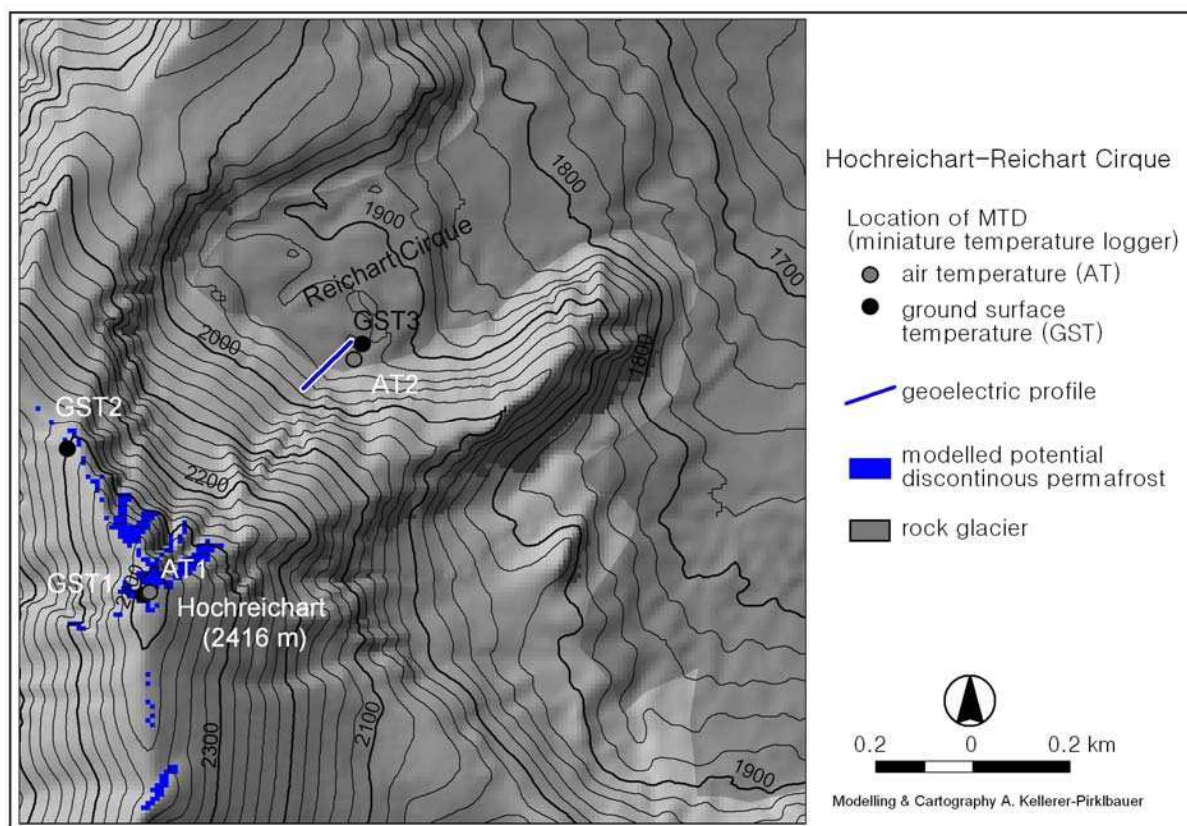 1900
1800
1700
Reichart Cirque
GST3
2000
AT2
1800
GST2
2200
GST1
AT1
Hochreichart
(2416 m)
2300
2100
1900
Hochreichart–Reichart Cirque
Location of MTD
(miniature temperature logger)
air temperature (AT)
ground surface
temperature (GST)
geoelectric profile
modelled potential
discontinous permafrost
rock glacier
0.2 0 0.2 km
Modelling & Cartography A. Kellerer-Pirklbauer